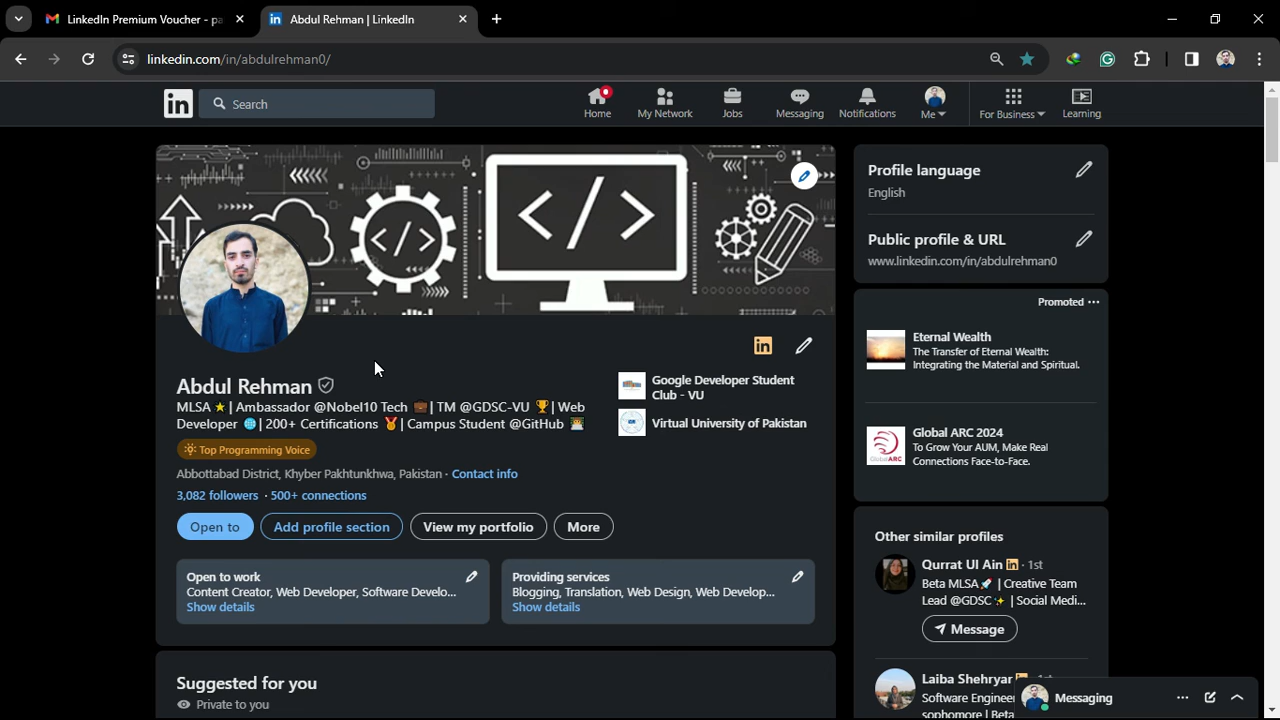 LinkedIn Premium Voucher - pa
Abdul Rehman | LinkedIn
linkedin.com/in/abdulrehman0/
in
Search
Home
My Network
Jobs
Messaging
Notifications
Me
For Business
Learning
</>
</>
Abdul Rehman
MLSA ⭐| Ambassador @Nobel10 Tech 💼| TM @GDSC-VU 🏆| Web
Developer 🌐| 200+ Certifications 🏅| Campus Student @GitHub 👨‍💻
Top Programming Voice
Abbottabad District, Khyber Pakhtunkhwa, Pakistan · Contact info
3,082 followers · 500+ connections
Open to
Add profile section
View my portfolio
More
in
Google Developer Student
Club - VU
Virtual University of Pakistan
Open to work
Content Creator, Web Developer, Software Develo...
Show details
Providing services
Blogging, Translation, Web Design, Web Develop...
Show details
Suggested for you
Private to you
Profile language
English
Public profile & URL
www.linkedin.com/in/abdulrehman0
Promoted ···
Eternal Wealth
The Transfer of Eternal Wealth:
Integrating the Material and Spiritual.
Global ARC 2024
To Grow Your AUM, Make Real
Connections Face-to-Face.
Other similar profiles
Qurrat Ul Ain in · 1st
Beta MLSA🚀 | Creative Team
Lead @GDSC ✨ | Social Medi...
Message
Laiba Shehryar
Software Engineer
sophomore | Beta
Messaging